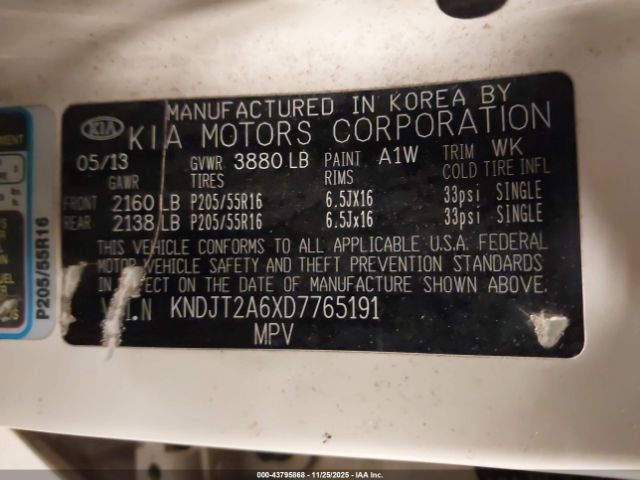 MANUFACTURED IN KOREA BY
KIA KIA MOTORS CORPORATION
05/13 GVWR 3880 LB PAINT A1W TRIM WK
GAWR TIRES RIMS COLD TIRE INFL
FRONT 2160 LB P205/55R16 6.5JX16 33psi SINGLE
REAR 2138 LB P205/55R16 6.5Jx16 33psi SINGLE
THIS VEHICLE CONFORMS TO ALL APPLICABLE U.S.A. FEDERAL
MOTOR VEHICLE SAFETY AND THEFT PREVENTION STANDARDS
IN EFFECT ON THE DATE OF MANUFACTURE SHOWN ABOVE.
V.I.N KNDJT2A6XD7765191
MPV
P205/55R16
000-43795868 - 11/25/2025 - © IAA Inc.